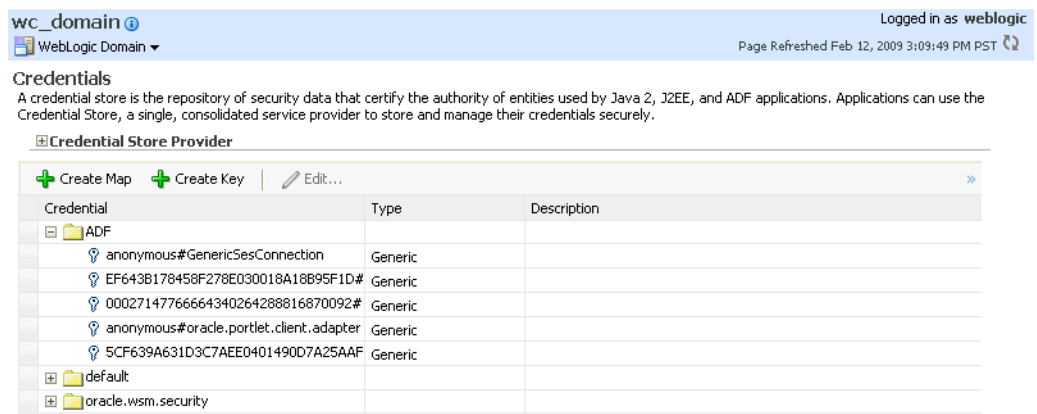 wc_domain
Logged in as weblogic
WebLogic Domain
Page Refreshed Feb 12, 2009 3:09:49 PM PST
Credentials
A credential store is the repository of security data that certify the authority of entities used by Java 2, J2EE, and ADF applications. Applications can use the
Credential Store, a single, consolidated service provider to store and manage their credentials securely.
Credential Store Provider
Create Map Create Key Edit... »
Credential Type Description
ADF
anonymous#GenericSesConnection Generic
EF643B178458F278E030018A18B95F1D# Generic
00027147766664340264288816870092# Generic
anonymous#oracle.portlet.client.adapter Generic
5CF639A631D3C7AEE0401490D7A25AAF Generic
default
oracle.wsm.security